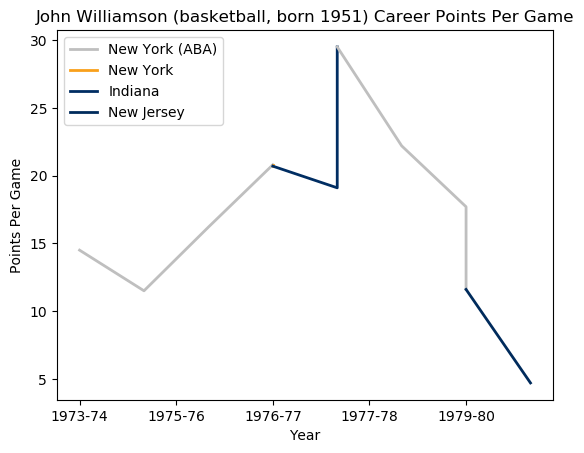 John Williamson (basketball, born 1951) Career Points Per Game
30
25
20
15
10
5
Points Per Game
New York (ABA)
New York
Indiana
New Jersey
1973-74 1975-76 1976-77 1977-78 1979-80
Year